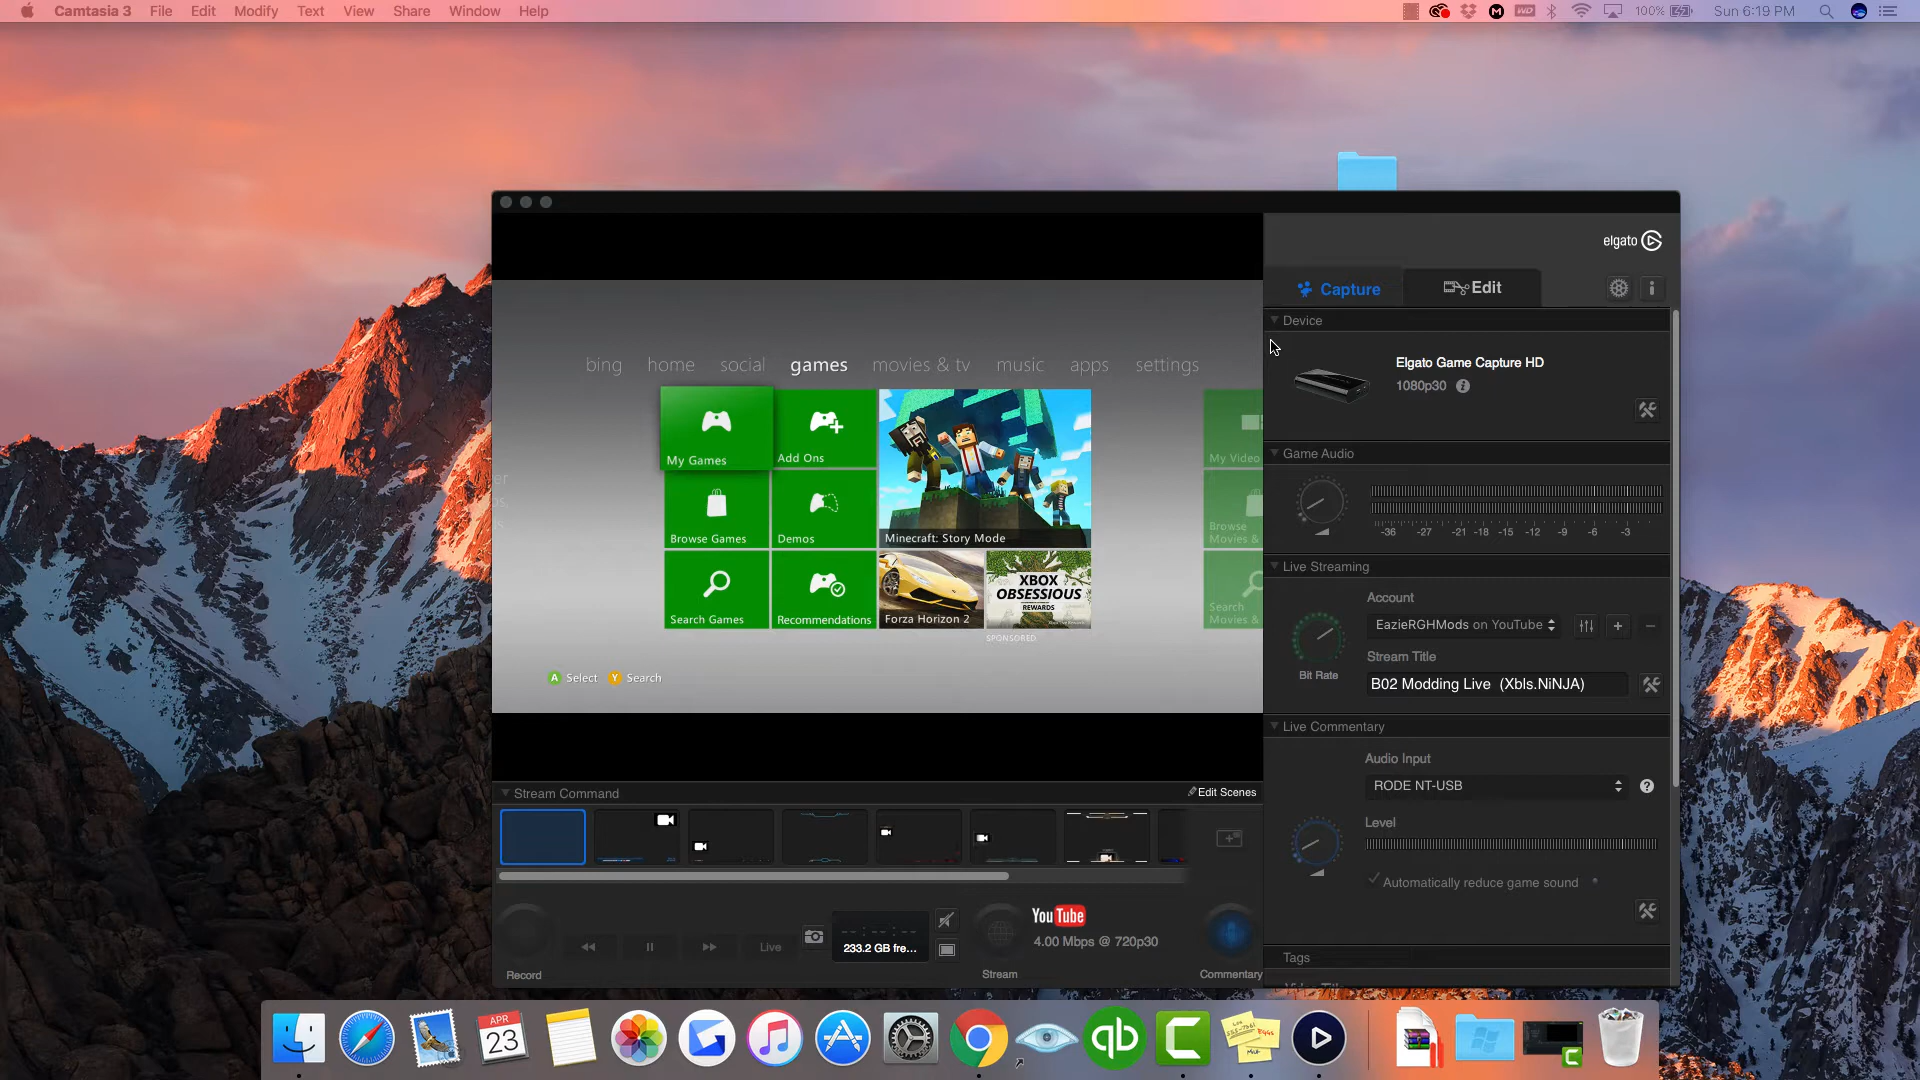 Camtasia 3 File Edit Modify Text View Share Window Help
100% Sun 6:19 PM
elgato
Capture Edit
Device
Elgato Game Capture HD
1080p30
bing home social games movies & tv music apps settings
My Games Add Ons
Browse Games Demos Minecraft: Story Mode
Search Games Recommendations Forza Horizon 2
XBOX
OBSESSIOUS
REWARDS
SPONSORED
My Video
Browse
Movies &
Search
Movies &
A Select Y Search
Game Audio
-36 -27 -21 -18 -15 -12 -9 -6 -3
Live Streaming
Account
EazieRGHMods on YouTube
Stream Title
Bit Rate
B02 Modding Live (Xbls.NiNJA)
Live Commentary
Audio Input
RODE NT-USB
Level
Automatically reduce game sound
Tags
Stream Command Edit Scenes
Live
233.2 GB fre...
YouTube
4.00 Mbps @ 720p30
Record Stream Commentary
APR
23
qb